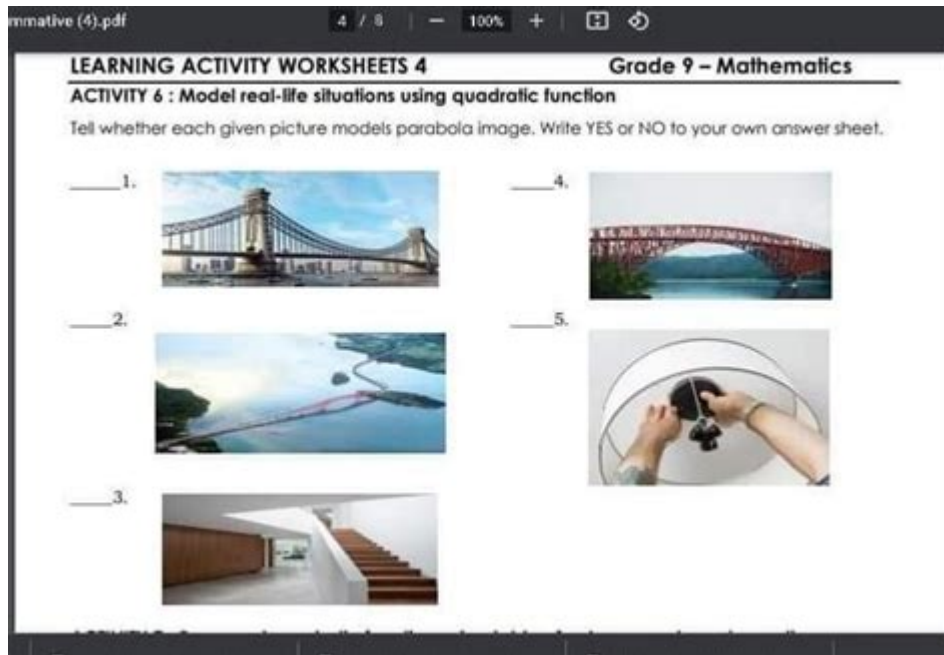 mmative (4).pdf 4 / 8 — 100% +
LEARNING ACTIVITY WORKSHEETS 4 Grade 9 – Mathematics
ACTIVITY 6 : Model real-life situations using quadratic function
Tell whether each given picture models parabola image. Write YES or NO to your own answer sheet.
_____1.
_____4.
_____2.
_____5.
_____3.